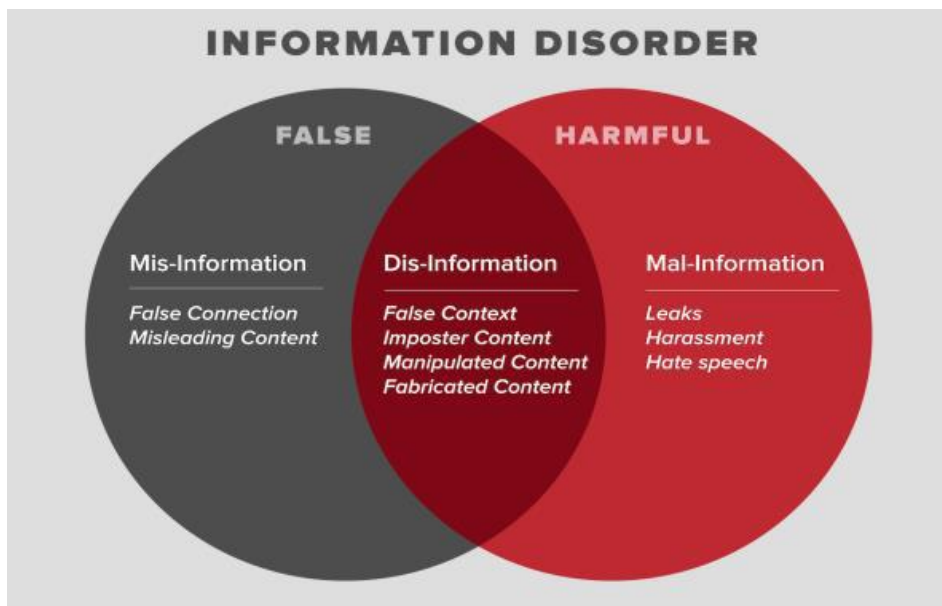 INFORMATION DISORDER
FALSE
HARMFUL
Mis-Information
False Connection
Misleading Content
Dis-Information
False Context
Imposter Content
Manipulated Content
Fabricated Content
Mal-Information
Leaks
Harassment
Hate speech